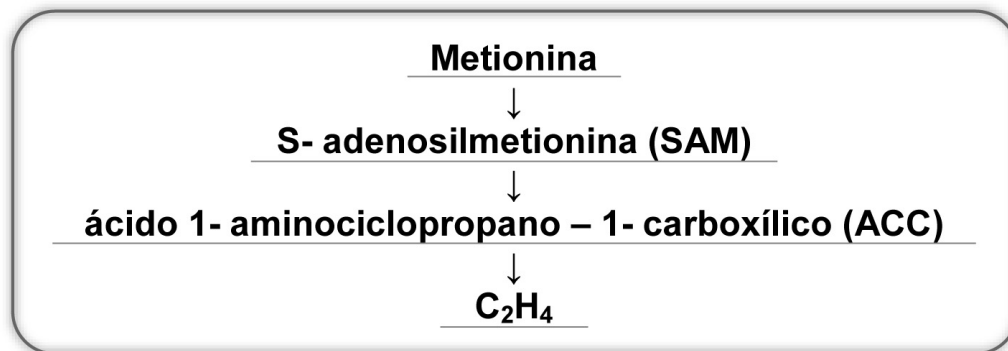 Metionina
↓
S- adenosilmetionina (SAM)
↓
ácido 1- aminociclopropano – 1- carboxílico (ACC)
↓
C₂H₄